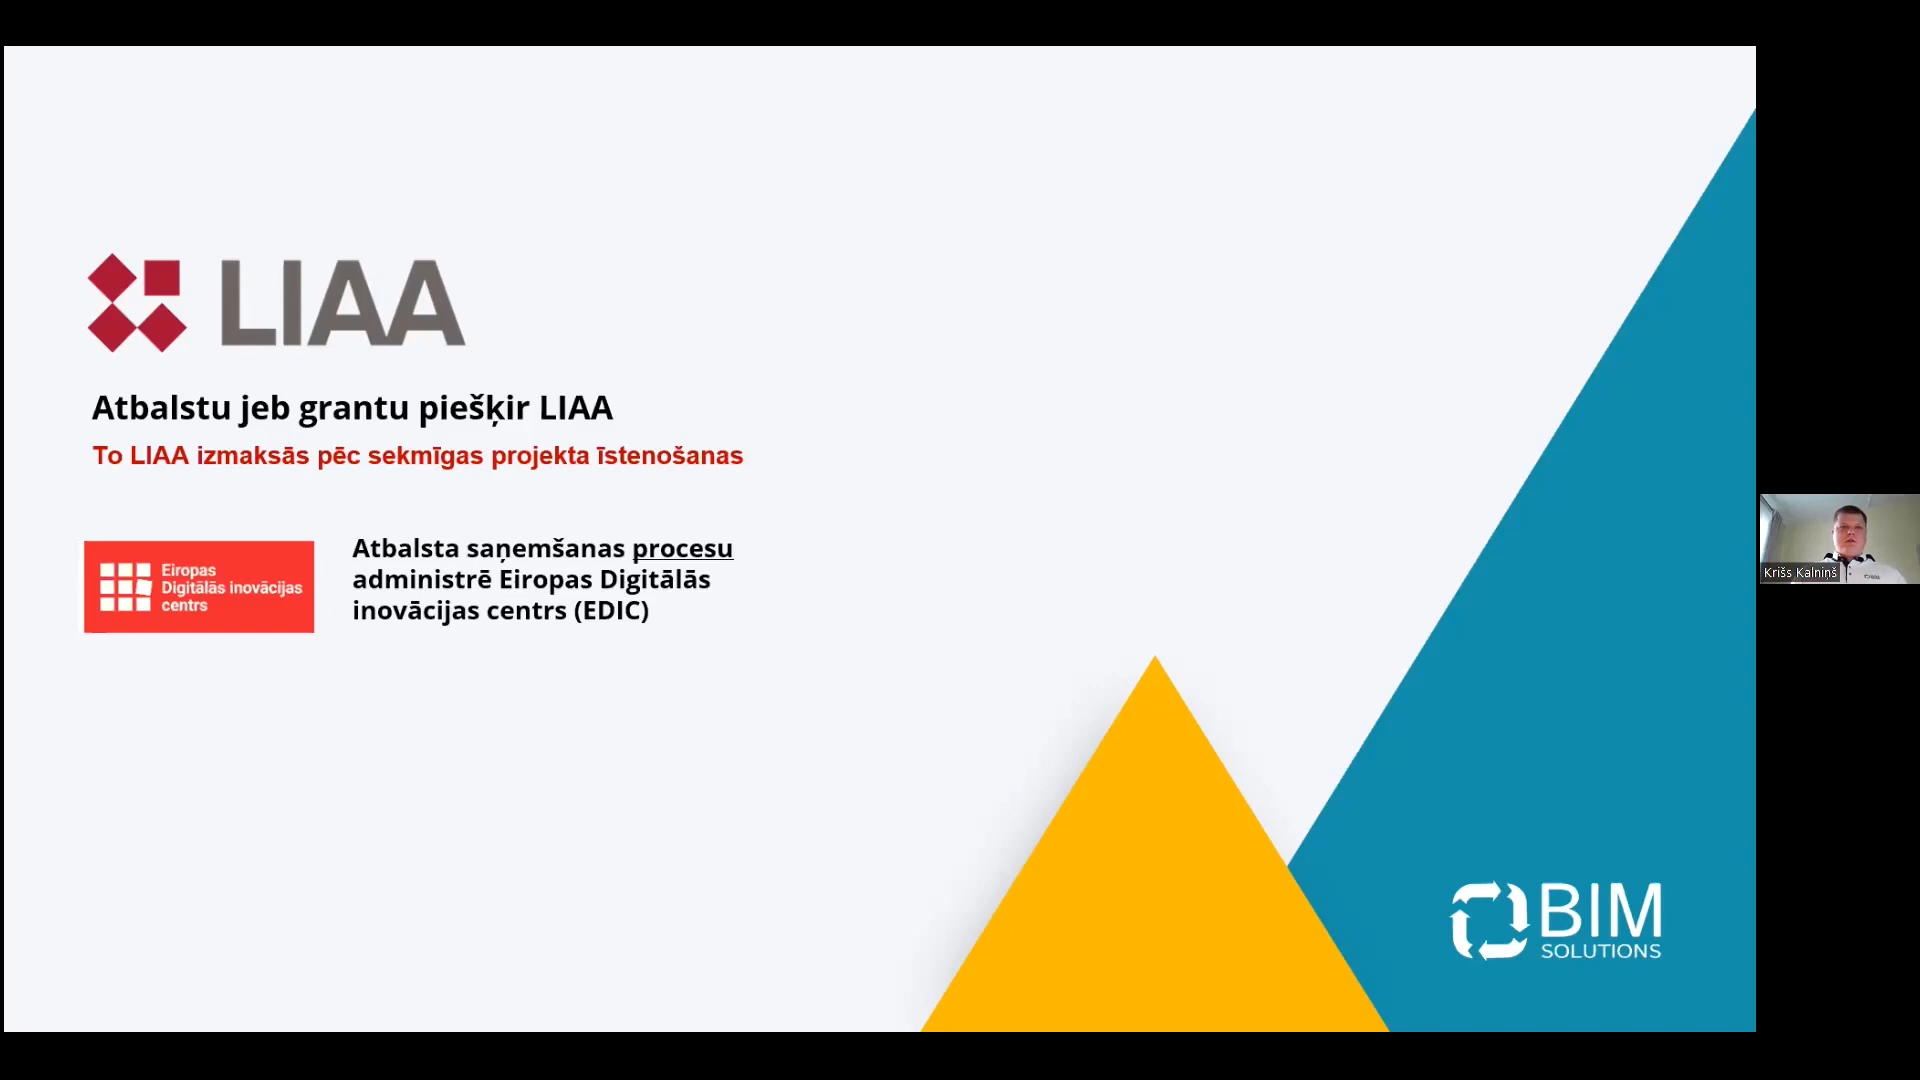 LIAA
Atbalstu jeb grantu piešķir LIAA
To LIAA izmaksās pēc sekmīgas projekta īstenošanas
Eiropas
Digitālās inovācijas
centrs
Atbalsta saņemšanas procesu
administrē Eiropas Digitālās
inovācijas centrs (EDIC)
Krišs Kalniņš
BIM
SOLUTIONS